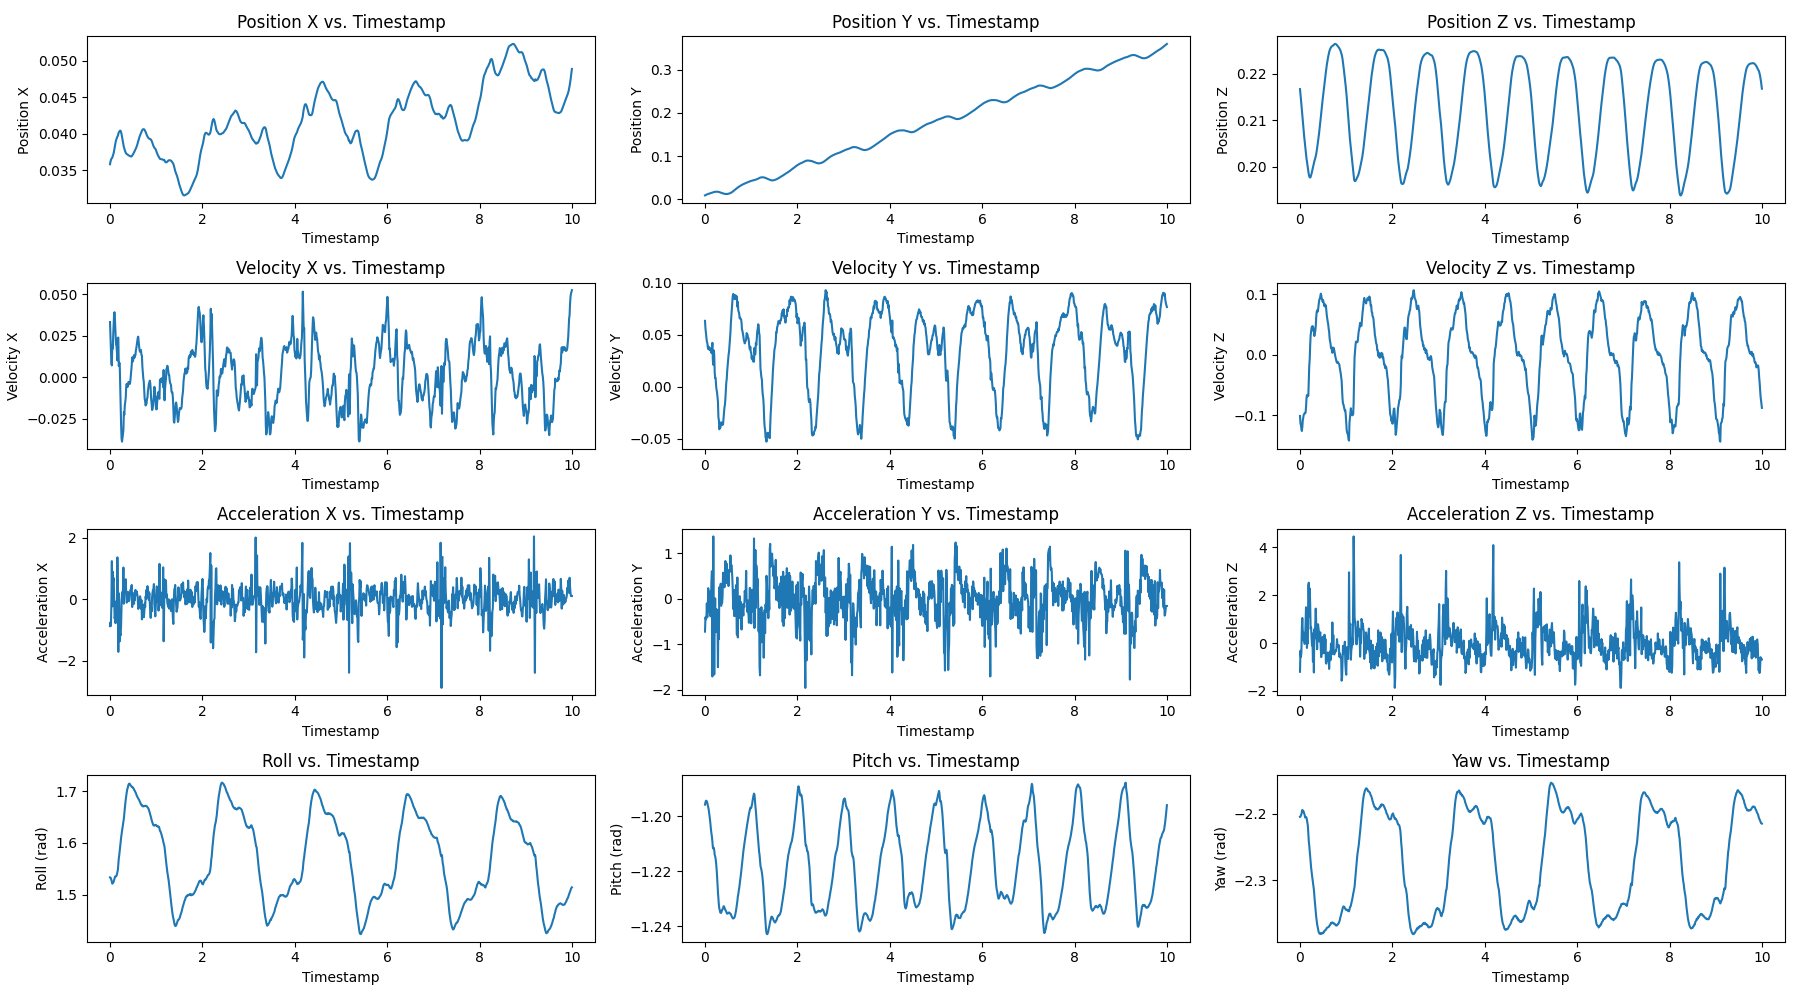 Position X vs. Timestamp
Position X
0.050
0.045
0.040
0.035
0 2 4 6 8 10
Timestamp
Position Y vs. Timestamp
Position Y
0.3
0.2
0.1
0.0
0 2 4 6 8 10
Timestamp
Position Z vs. Timestamp
Position Z
0.22
0.21
0.20
0 2 4 6 8 10
Timestamp
Velocity X vs. Timestamp
Velocity X
0.050
0.025
0.000
−0.025
0 2 4 6 8 10
Timestamp
Velocity Y vs. Timestamp
Velocity Y
0.10
0.05
0.00
−0.05
0 2 4 6 8 10
Timestamp
Velocity Z vs. Timestamp
Velocity Z
0.1
0.0
−0.1
0 2 4 6 8 10
Timestamp
Acceleration X vs. Timestamp
Acceleration X
2
0
−2
0 2 4 6 8 10
Timestamp
Acceleration Y vs. Timestamp
Acceleration Y
1
0
−1
−2
0 2 4 6 8 10
Timestamp
Acceleration Z vs. Timestamp
Acceleration Z
4
2
0
−2
0 2 4 6 8 10
Timestamp
Roll vs. Timestamp
Roll (rad)
1.7
1.6
1.5
0 2 4 6 8 10
Timestamp
Pitch vs. Timestamp
Pitch (rad)
−1.20
−1.22
−1.24
0 2 4 6 8 10
Timestamp
Yaw vs. Timestamp
Yaw (rad)
−2.2
−2.3
0 2 4 6 8 10
Timestamp